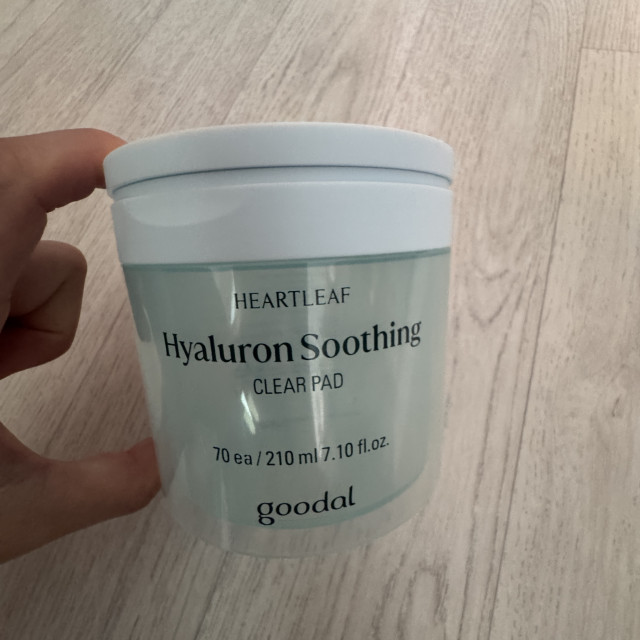 HEARTLEAF
Hyaluron Soothing
CLEAR PAD
70 ea / 210 ml 7.10 fl.oz.
goodal